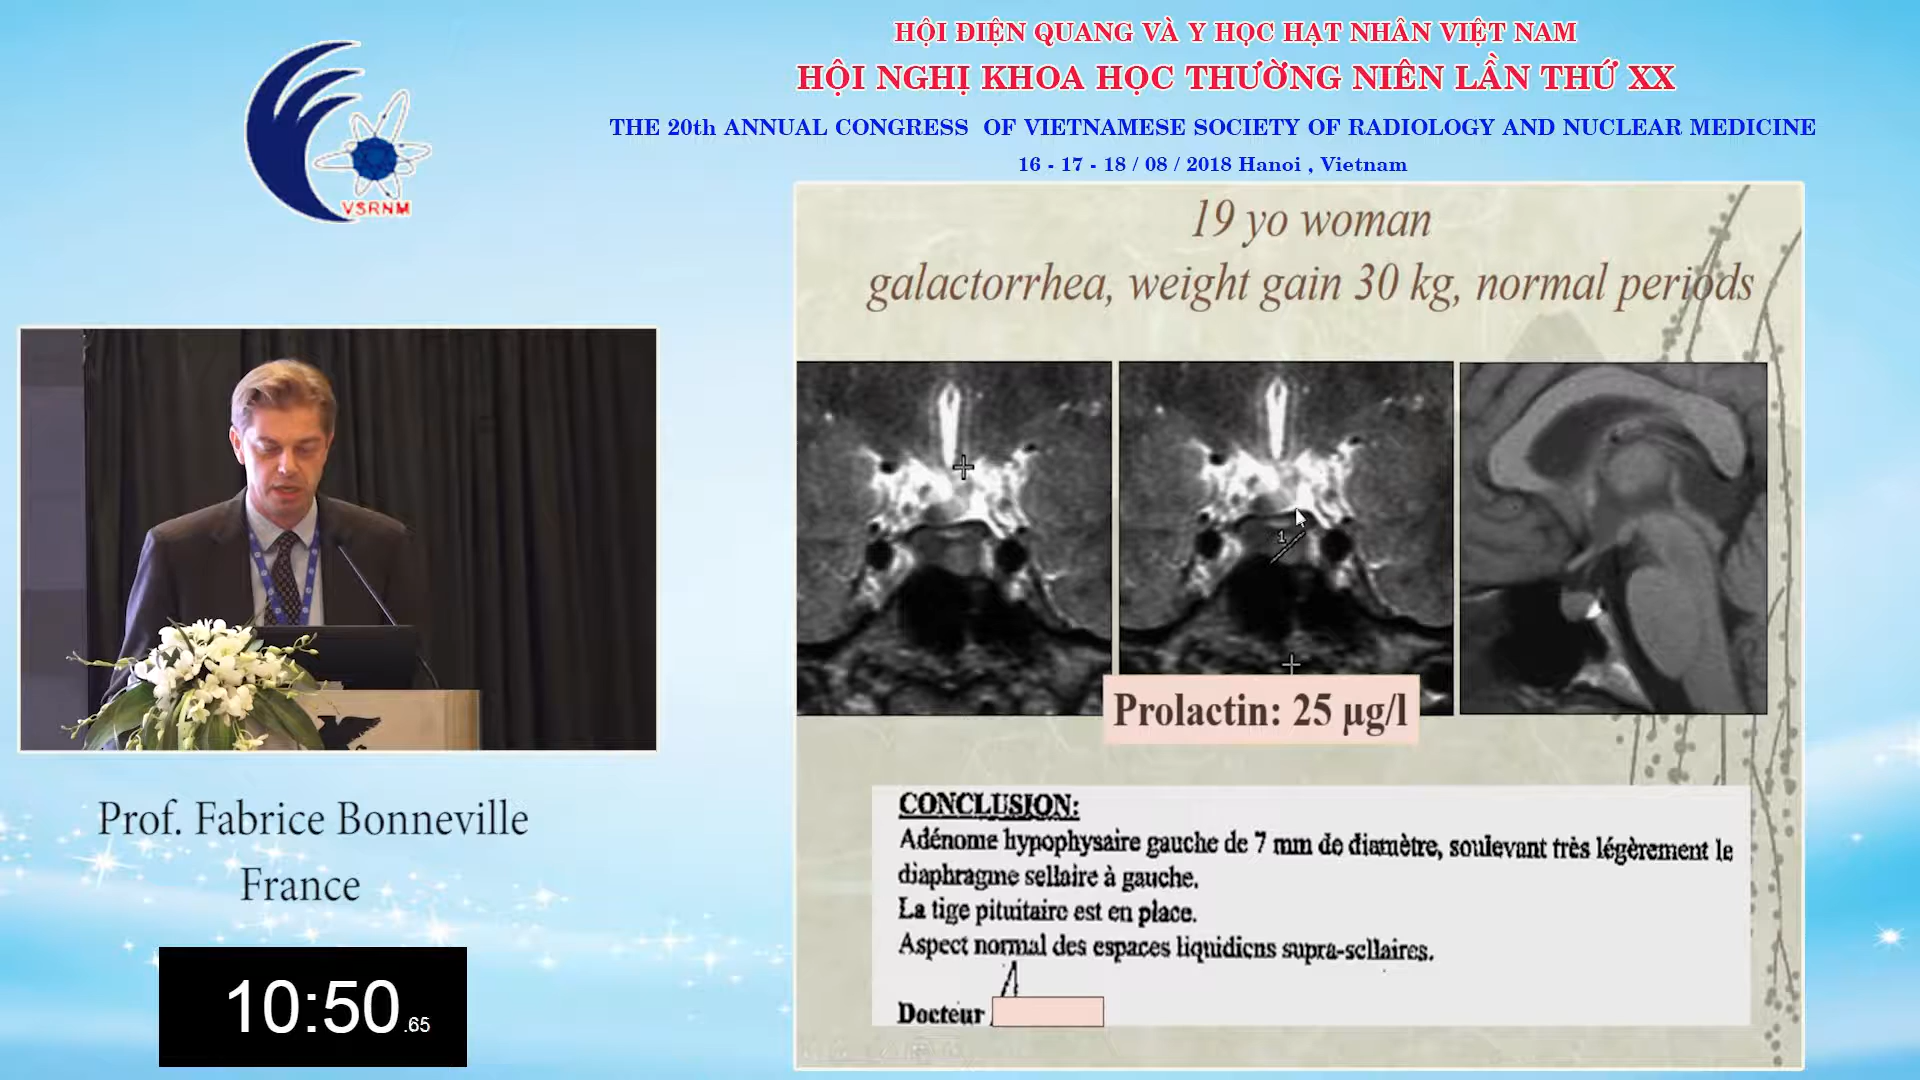 HỘI ĐIỆN QUANG VÀ Y HỌC HẠT NHÂN VIỆT NAM
HỘI NGHỊ KHOA HỌC THƯỜNG NIÊN LẦN THỨ XX
THE 20th ANNUAL CONGRESS OF VIETNAMESE SOCIETY OF RADIOLOGY AND NUCLEAR MEDICINE
16 - 17 - 18 / 08 / 2018 Hanoi , Vietnam
VSRNM
19 yo woman
galactorrhea, weight gain 30 kg, normal periods
1
Prolactin: 25 µg/l
CONCLUSION:
Adénome hypophysaire gauche de 7 mm de diamètre, soulevant très légèrement le
diaphragme sellaire à gauche.
La tige pituitaire est en place.
Aspect normal des espaces liquidiens supra-sellaires.
Docteur
Prof. Fabrice Bonneville
France
10:50.65